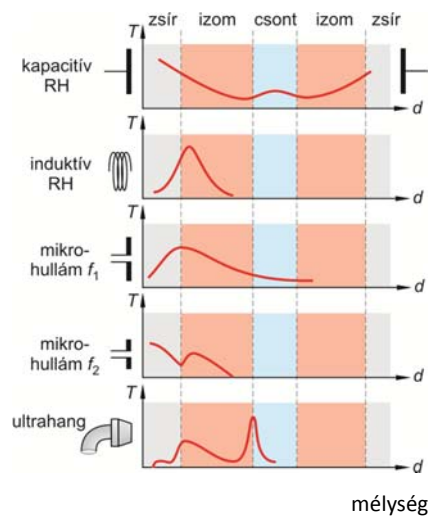 zsír izom csont izom zsír
T
kapacitív
RH
d
T
induktív
RH
d
T
mikro-
hullám f₁
d
T
mikro-
hullám f₂
d
T
ultrahang
d
mélység